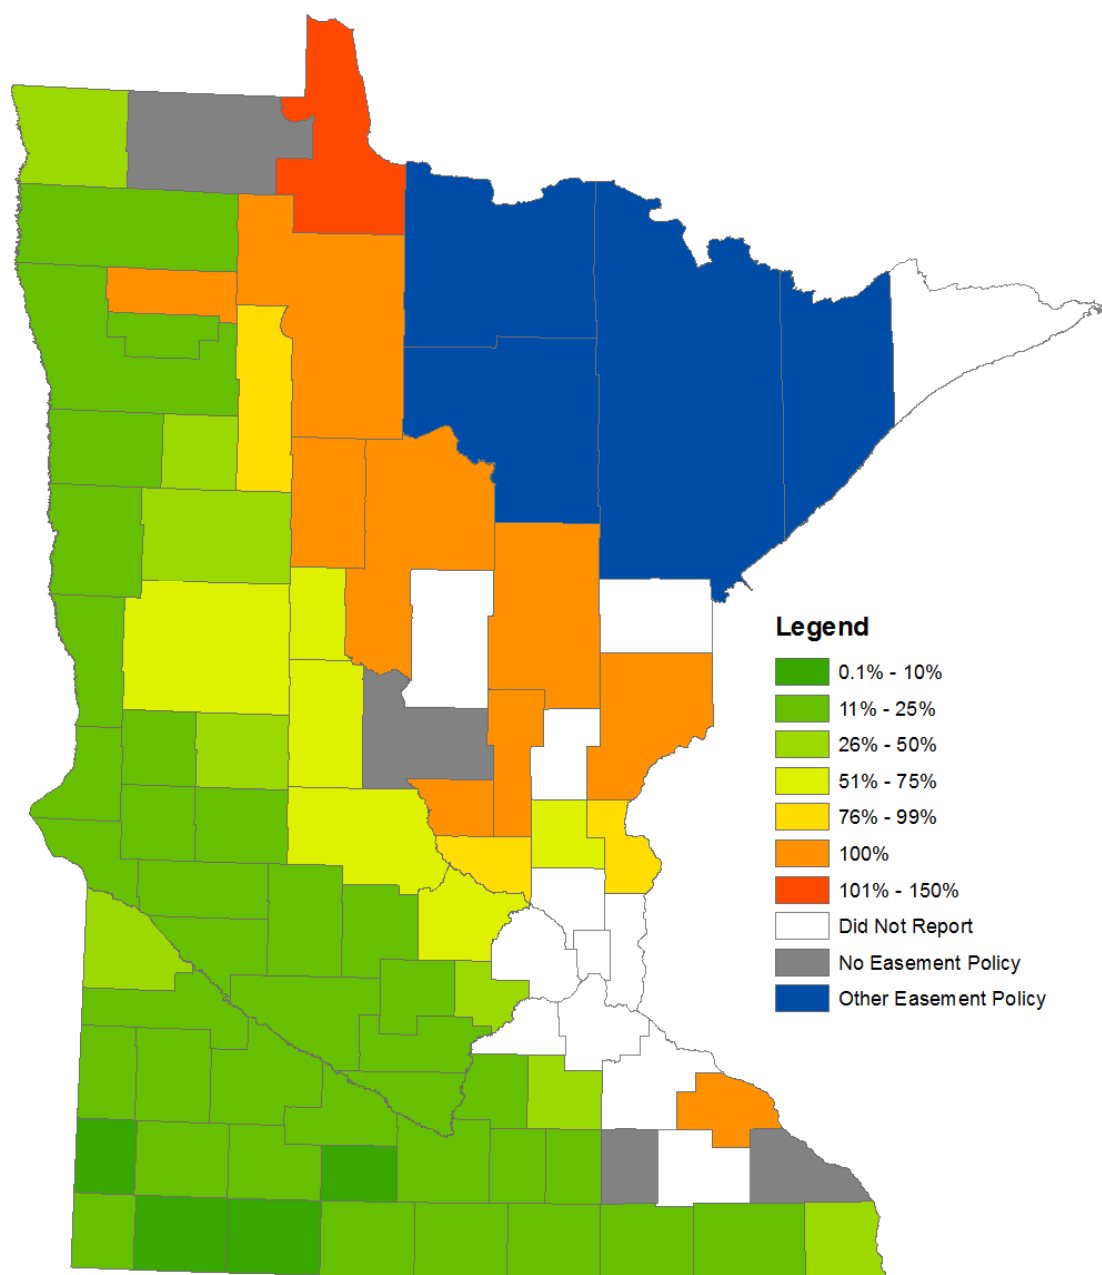 Legend
0.1% - 10%
11% - 25%
26% - 50%
51% - 75%
76% - 99%
100%
101% - 150%
Did Not Report
No Easement Policy
Other Easement Policy